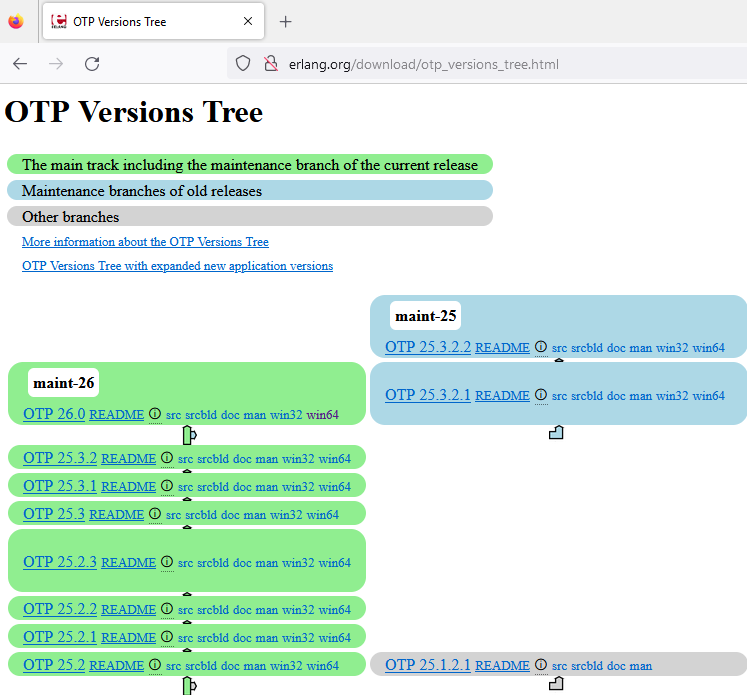 OTP Versions Tree
erlang.org/download/otp_versions_tree.html
OTP Versions Tree
The main track including the maintenance branch of the current release
Maintenance branches of old releases
Other branches
More information about the OTP Versions Tree
OTP Versions Tree with expanded new application versions
maint-25
OTP 25.3.2.2 README src srcbld doc man win32 win64
maint-26
OTP 25.3.2.1 README src srcbld doc man win32 win64
OTP 26.0 README src srcbld doc man win32 win64
OTP 25.3.2 README src srcbld doc man win32 win64
OTP 25.3.1 README src srcbld doc man win32 win64
OTP 25.3 README src srcbld doc man win32 win64
OTP 25.2.3 README src srcbld doc man win32 win64
OTP 25.2.2 README src srcbld doc man win32 win64
OTP 25.2.1 README src srcbld doc man win32 win64
OTP 25.2 README src srcbld doc man win32 win64
OTP 25.1.2.1 README src srcbld doc man